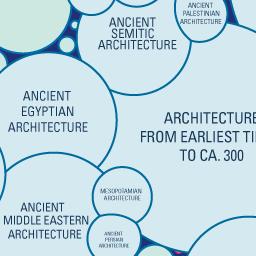 ANCIENT
PALESTINIAN
ARCHITECTURE
ANCIENT
SEMITIC
ARCHITECTURE
ANCIENT
EGYPTIAN
ARCHITECTURE
ARCHITECTURE
FROM EARLIEST TI
TO CA. 300
MESOPOTAMIAN
ARCHITECTURE
ANCIENT
MIDDLE EASTERN
ARCHITECTURE
ANCIENT
PERSIAN
ARCHITECTURE